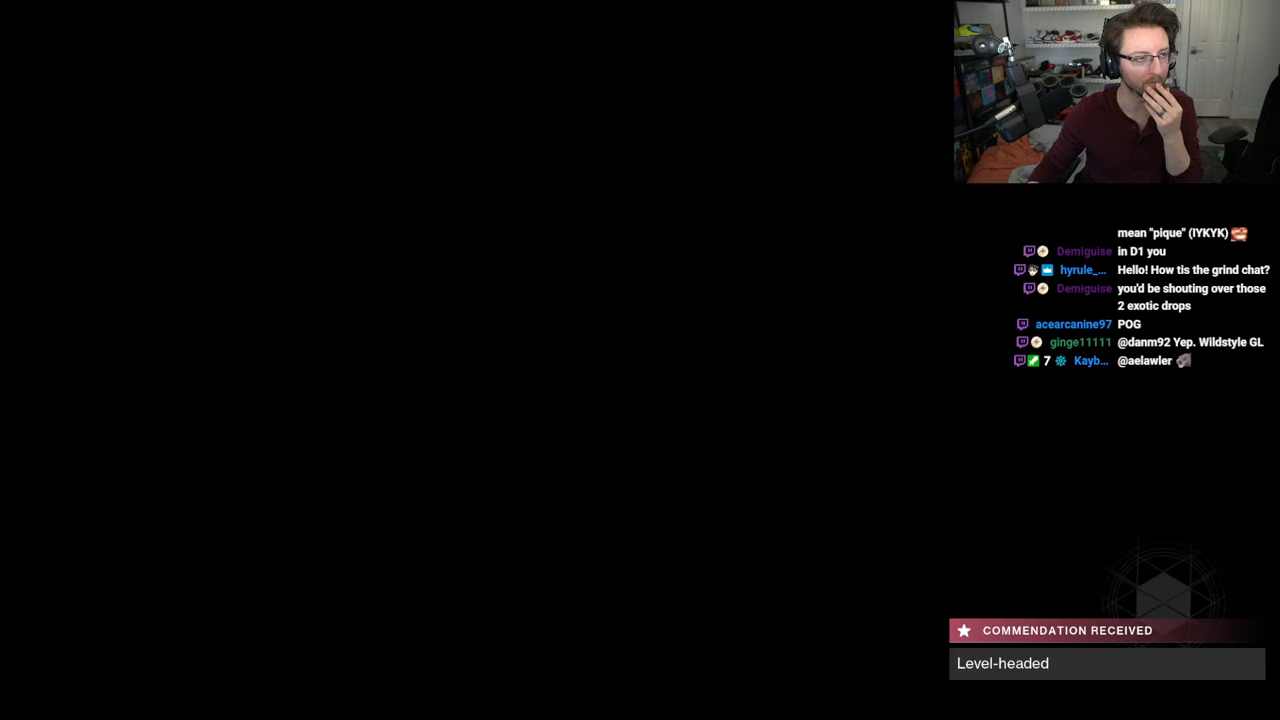 mean "pique" (IYKYK)
Demiguise in D1 you
hyrule_... Hello! How tis the grind chat?
Demiguise you'd be shouting over those
2 exotic drops
acearcanine97 POG
ginge11111 @danm92 Yep. Wildstyle GL
7 Kayb... @aelawler
COMMENDATION RECEIVED
Level-headed